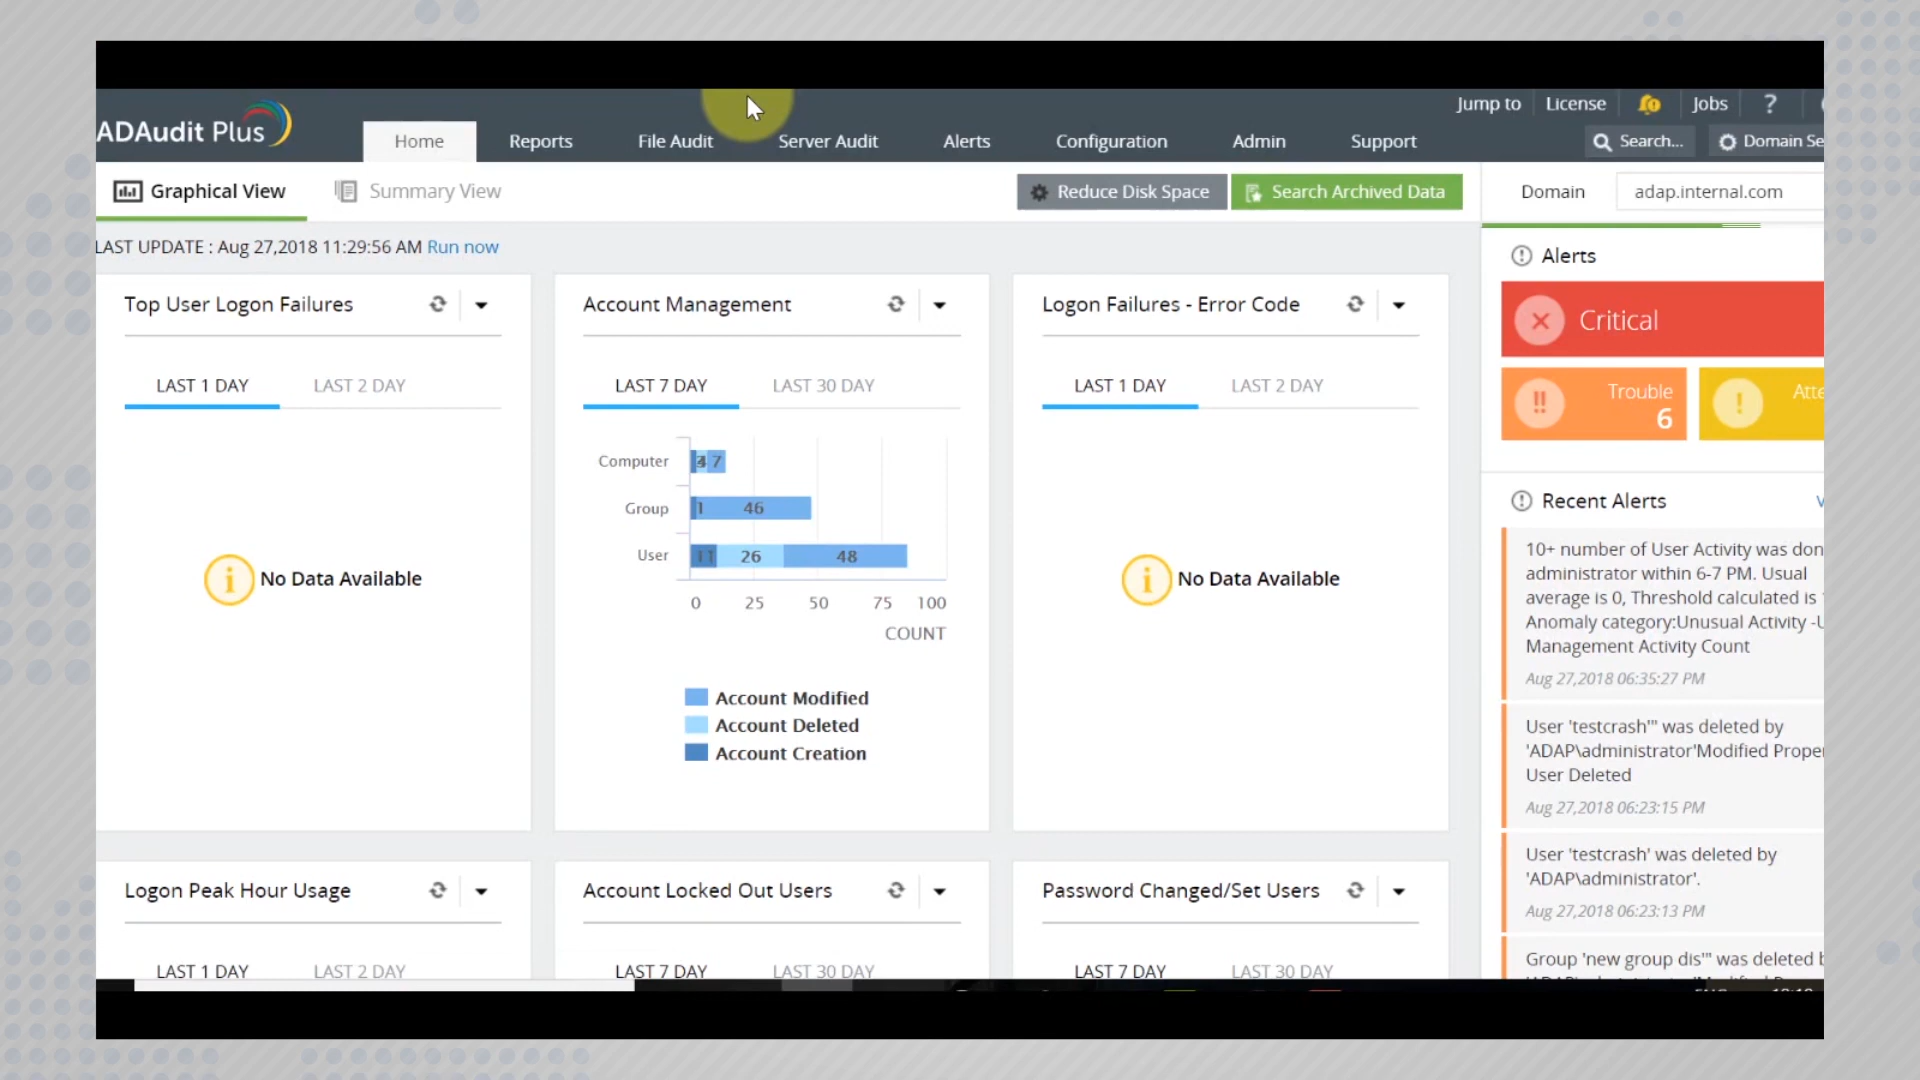 Jump to
License
Jobs
?
ADAudit Plus
Home
Reports
File Audit
Server Audit
Alerts
Configuration
Admin
Support
Search...
Domain Se
Graphical View
Summary View
Reduce Disk Space
Search Archived Data
Domain
adap.internal.com
LAST UPDATE : Aug 27,2018 11:29:56 AM Run now
Top User Logon Failures
LAST 1 DAY
LAST 2 DAY
No Data Available
Account Management
LAST 7 DAY
LAST 30 DAY
Computer
7
Group
1
46
User
11
26
48
0
25
50
75
100
COUNT
Account Modified
Account Deleted
Account Creation
Logon Failures - Error Code
LAST 1 DAY
LAST 2 DAY
No Data Available
Logon Peak Hour Usage
LAST 1 DAY
LAST 2 DAY
Account Locked Out Users
LAST 7 DAY
LAST 30 DAY
Password Changed/Set Users
LAST 7 DAY
LAST 30 DAY
Alerts
Critical
Trouble
6
Atte
Recent Alerts
10+ number of User Activity was don
administrator within 6-7 PM. Usual
average is 0, Threshold calculated is
Anomaly category:Unusual Activity -U
Management Activity Count
Aug 27,2018 06:35:27 PM
User 'testcrash'" was deleted by
'ADAP\administrator'Modified Proper
User Deleted
Aug 27,2018 06:23:15 PM
User 'testcrash' was deleted by
'ADAP\administrator'.
Aug 27,2018 06:23:13 PM
Group 'new group dis'" was deleted b